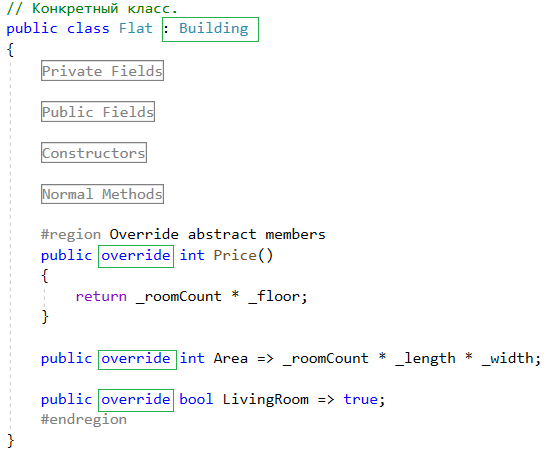 // Конкретный класс.
public class Flat : Building
{
Private Fields
Public Fields
Constructors
Normal Methods
#region Override abstract members
public override int Price()
{
return _roomCount * _floor;
}
public override int Area => _roomCount * _length * _width;
public override bool LivingRoom => true;
#endregion
}